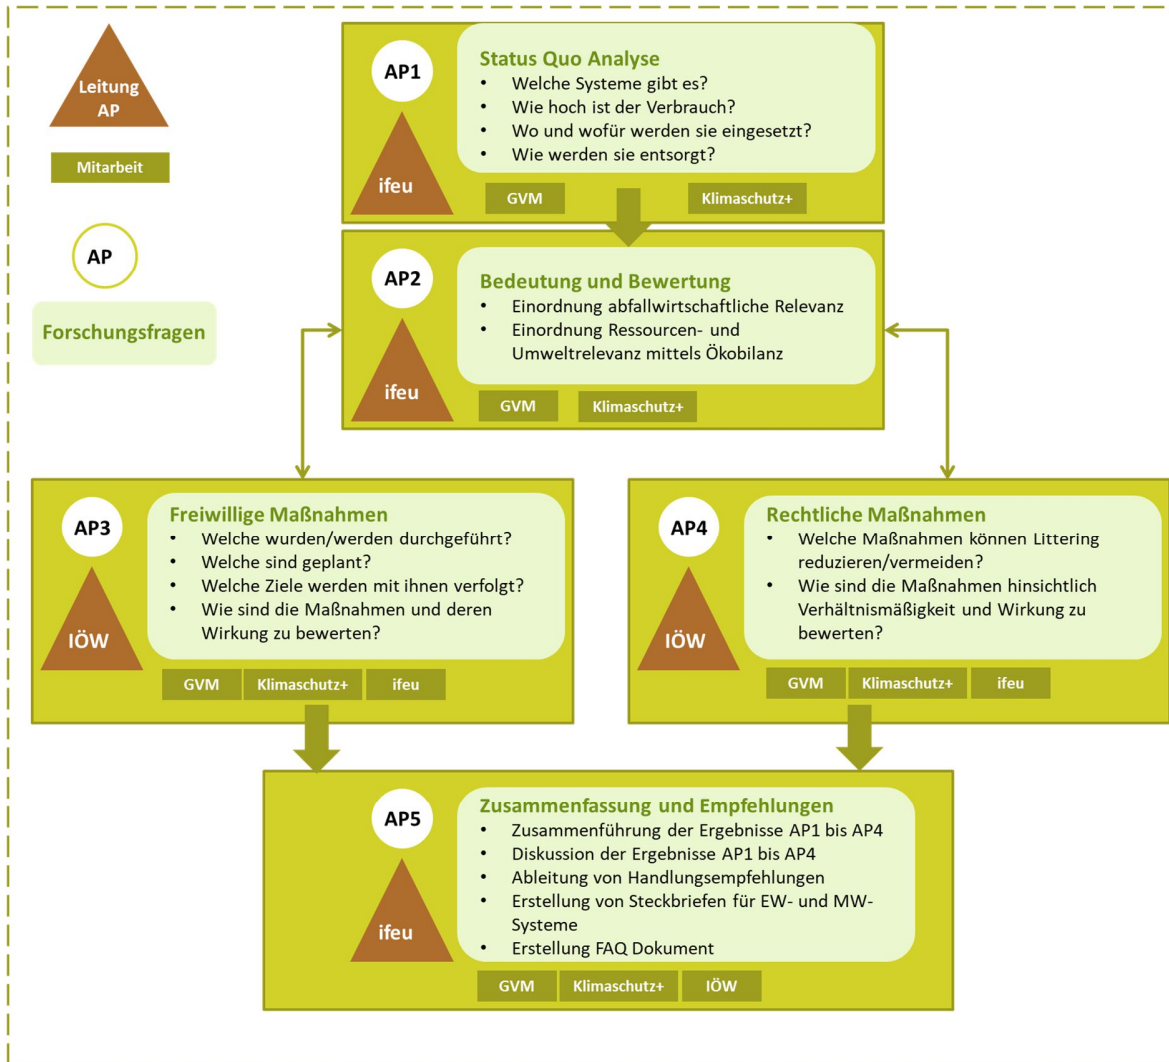 Leitung
AP
Mitarbeit
AP
Forschungsfragen
AP1
ifeu
Status Quo Analyse
• Welche Systeme gibt es?
• Wie hoch ist der Verbrauch?
• Wo und wofür werden sie eingesetzt?
• Wie werden sie entsorgt?
GVM
Klimaschutz+
AP2
ifeu
Bedeutung und Bewertung
• Einordnung abfallwirtschaftliche Relevanz
• Einordnung Ressourcen- und
Umweltrelevanz mittels Ökobilanz
GVM
Klimaschutz+
AP3
IÖW
Freiwillige Maßnahmen
• Welche wurden/werden durchgeführt?
• Welche sind geplant?
• Welche Ziele werden mit ihnen verfolgt?
• Wie sind die Maßnahmen und deren
Wirkung zu bewerten?
GVM
Klimaschutz+
ifeu
AP4
IÖW
Rechtliche Maßnahmen
• Welche Maßnahmen können Littering
reduzieren/vermeiden?
• Wie sind die Maßnahmen hinsichtlich
Verhältnismäßigkeit und Wirkung zu
bewerten?
GVM
Klimaschutz+
ifeu
AP5
ifeu
Zusammenfassung und Empfehlungen
• Zusammenführung der Ergebnisse AP1 bis AP4
• Diskussion der Ergebnisse AP1 bis AP4
• Ableitung von Handlungsempfehlungen
• Erstellung von Steckbriefen für EW- und MW-
Systeme
• Erstellung FAQ Dokument
GVM
Klimaschutz+
IÖW